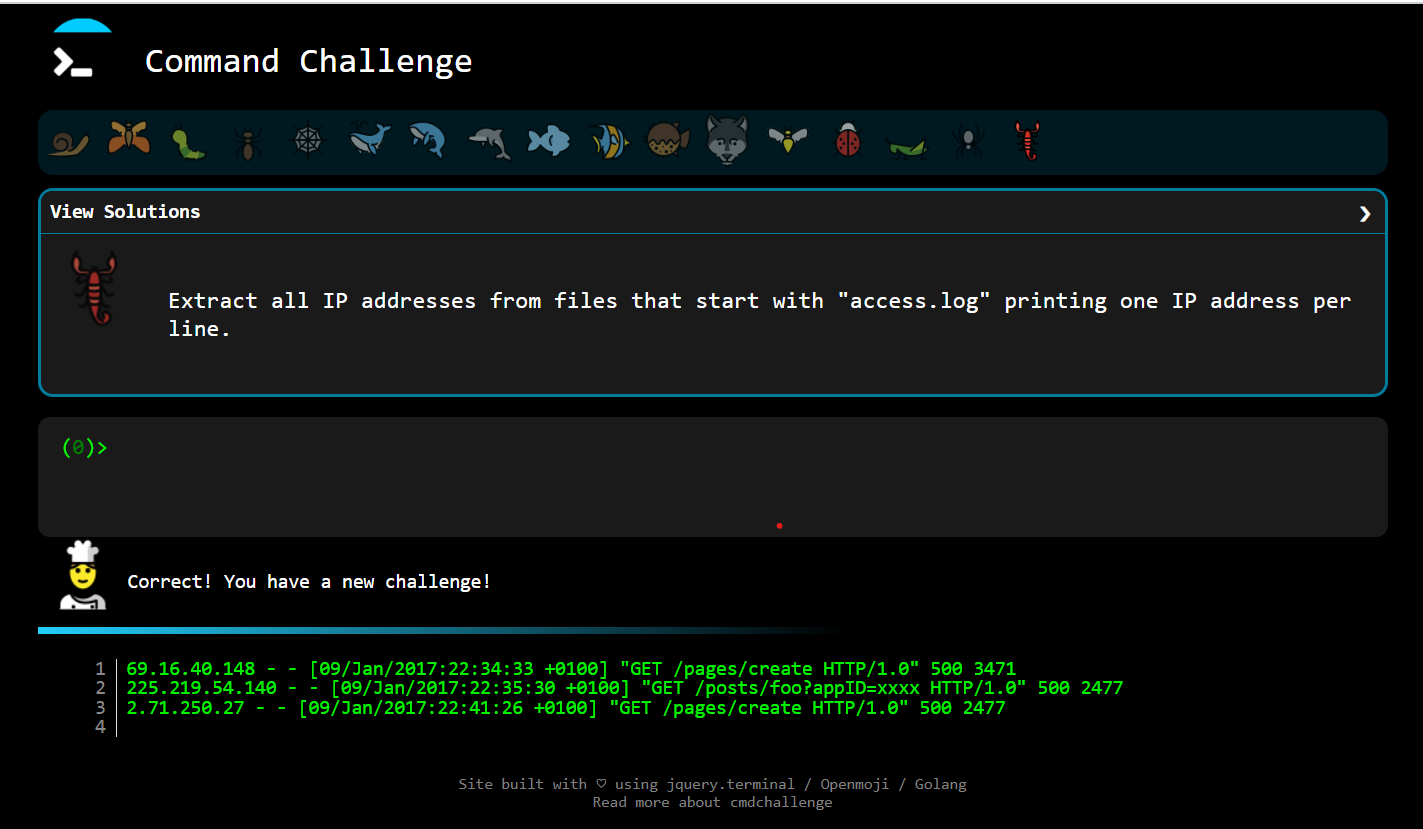 Command Challenge
View Solutions
Extract all IP addresses from files that start with "access.log" printing one IP address per
line.
(0)>
Correct! You have a new challenge!
1 69.16.40.148 - - [09/Jan/2017:22:34:33 +0100] "GET /pages/create HTTP/1.0" 500 3471
2 225.219.54.140 - - [09/Jan/2017:22:35:30 +0100] "GET /posts/foo?appID=xxxx HTTP/1.0" 500 2477
3 2.71.250.27 - - [09/Jan/2017:22:41:26 +0100] "GET /pages/create HTTP/1.0" 500 2477
4
Site built with ♡ using jquery.terminal / Openmoji / Golang
Read more about cmdchallenge